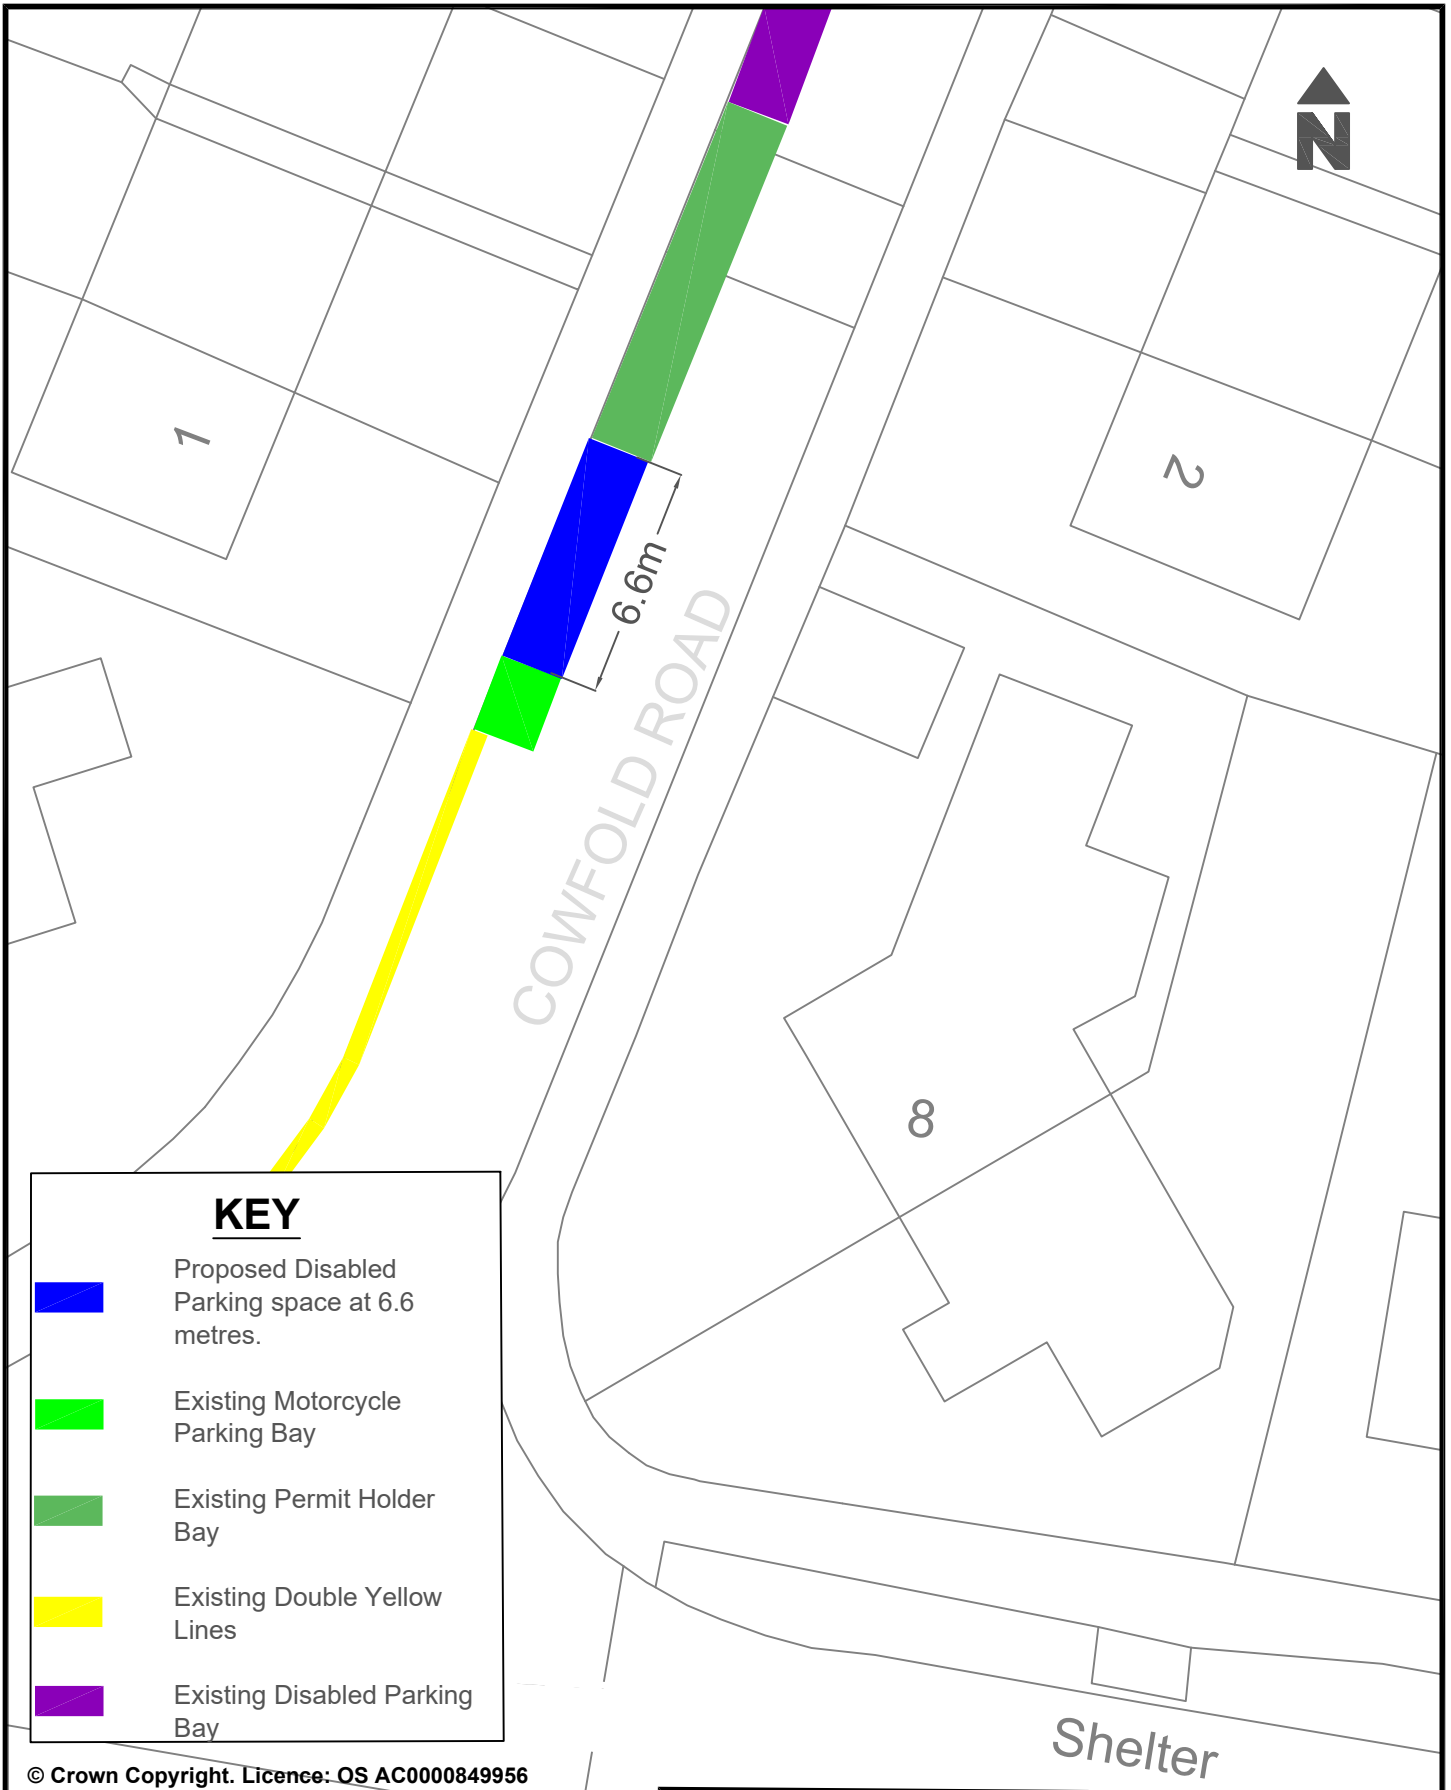 N
1
2
6.6m
COWFOLD ROAD
8
KEY
Proposed Disabled
Parking space at 6.6
metres.
Existing Motorcycle
Parking Bay
Existing Permit Holder
Bay
Existing Double Yellow
Lines
Existing Disabled Parking
Bay
Shelter
© Crown Copyright. Licence: OS AC0000849956